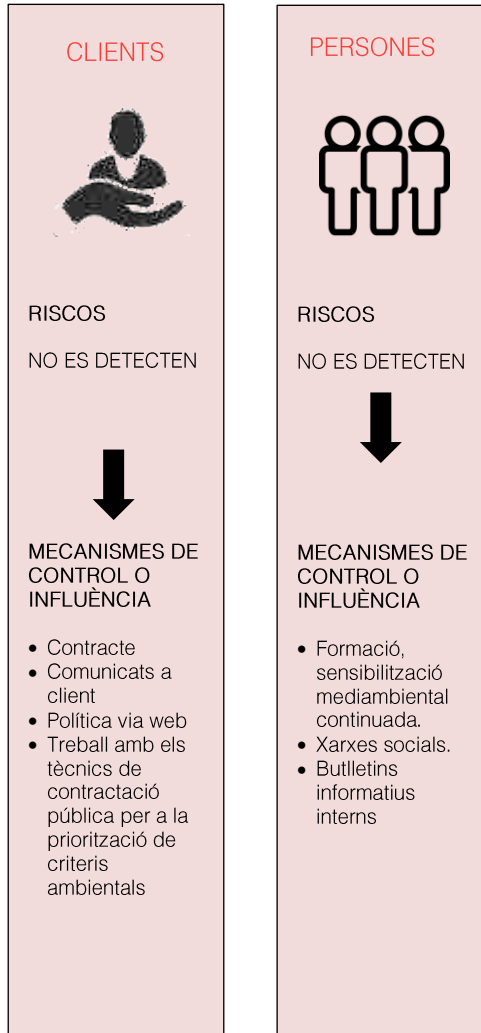 CLIENTS
RISCOS
NO ES DETECTEN
MECANISMES DE
CONTROL O
INFLUÈNCIA
• Contracte
• Comunicats a
client
• Política via web
• Treball amb els
tècnics de
contractació
pública per a la
priorització de
criteris
ambientals
PERSONES
RISCOS
NO ES DETECTEN
MECANISMES DE
CONTROL O
INFLUÈNCIA
• Formació,
sensibilització
mediambiental
continuada.
• Xarxes socials.
• Butlletins
informatius
interns